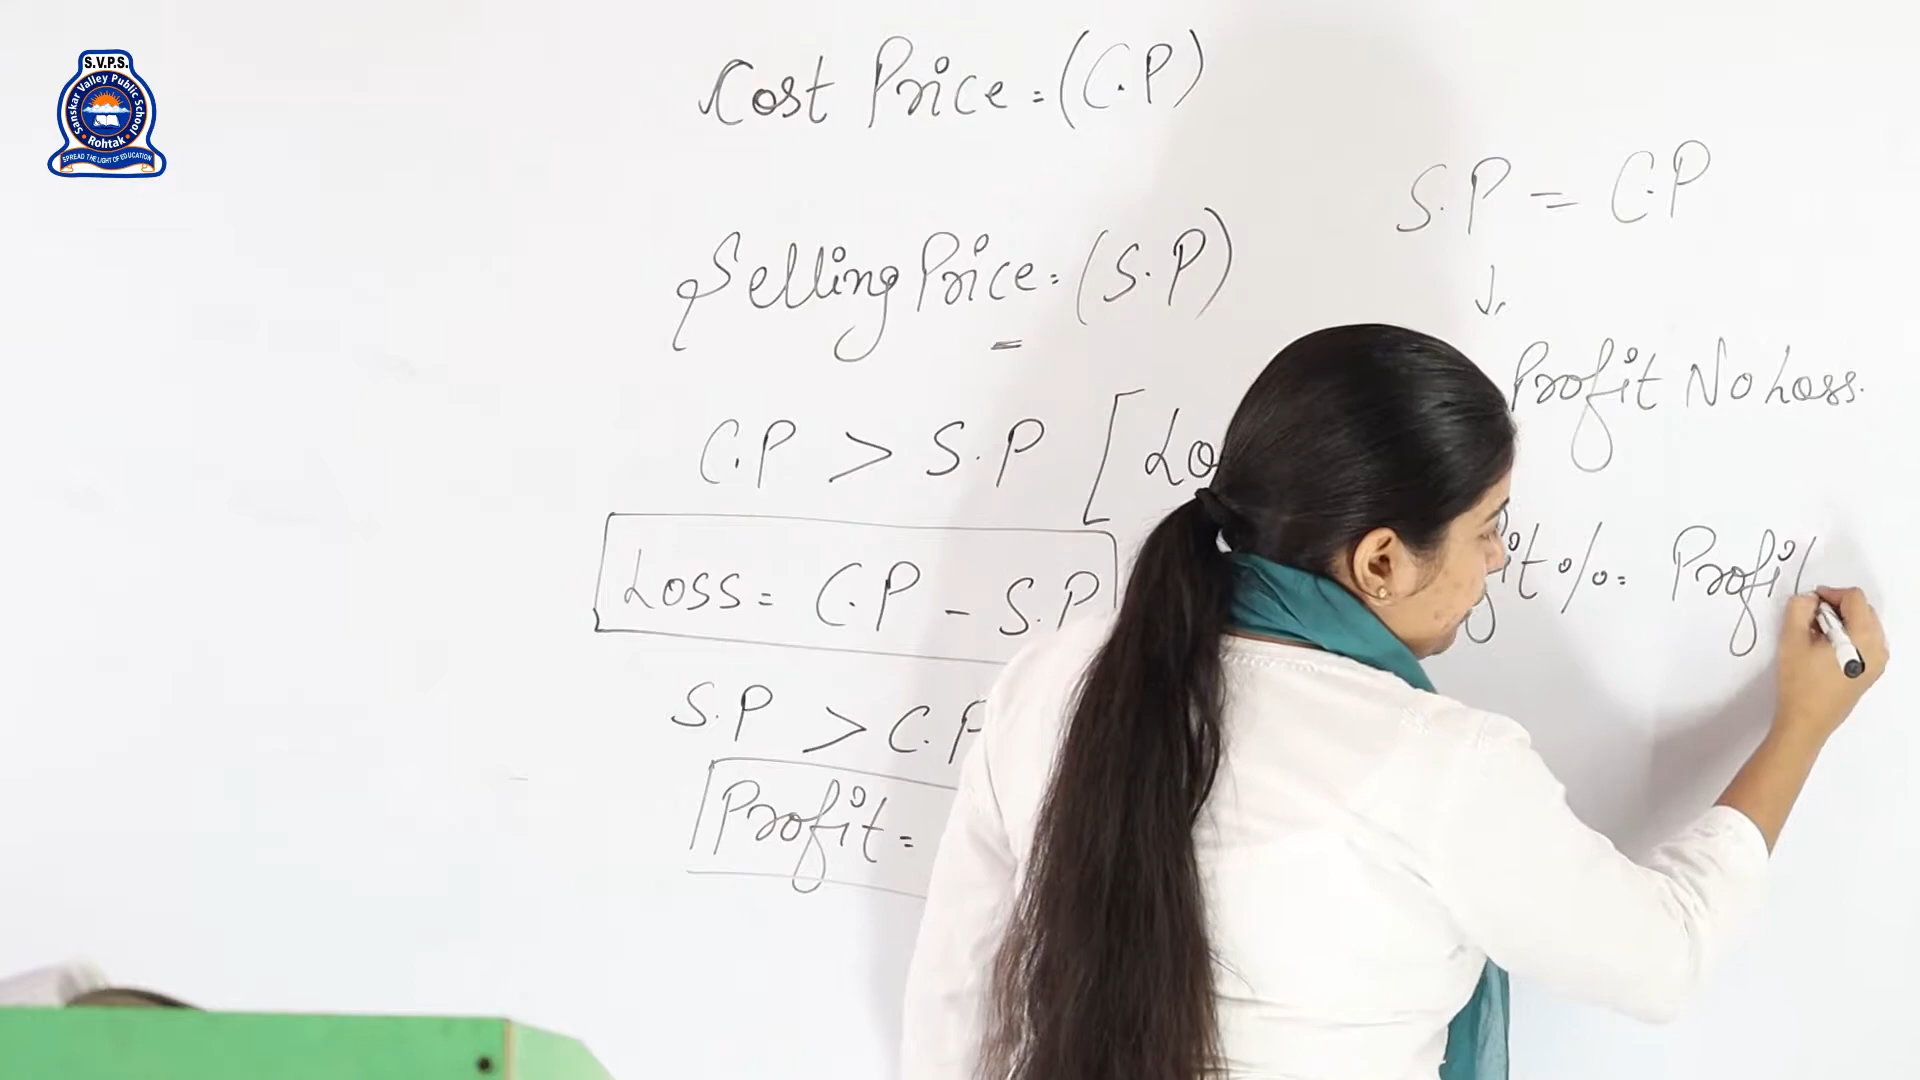 S.V.P.S.
Sanskar Valley Public School
Rohtak
SPREAD THE LIGHT OF EDUCATION
Cost Price = (C.P)
Selling Price = (S.P)
C.P > S.P [ Lo
Loss = C.P - S.P
S.P > C.P
Profit =
S.P = C.P
Profit No Loss.
it % = Profit